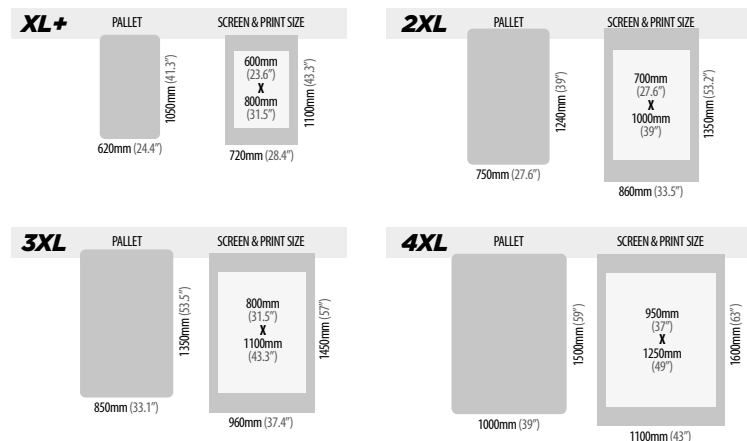 XL+ PALLET SCREEN & PRINT SIZE
600mm
(23.6")
X
800mm
(31.5")
1050mm (41.3")
1100mm (43.3")
620mm (24.4")
720mm (28.4")
2XL PALLET SCREEN & PRINT SIZE
700mm
(27.6")
X
1000mm
(39")
1240mm (39")
1350mm (53.2")
750mm (27.6")
860mm (33.5")
3XL PALLET SCREEN & PRINT SIZE
800mm
(31.5")
X
1100mm
(43.3")
1350mm (53.5")
1450mm (57")
850mm (33.1")
960mm (37.4")
4XL PALLET SCREEN & PRINT SIZE
950mm
(37")
X
1250mm
(49")
1500mm (59")
1600mm (63")
1000mm (39")
1100mm (43")